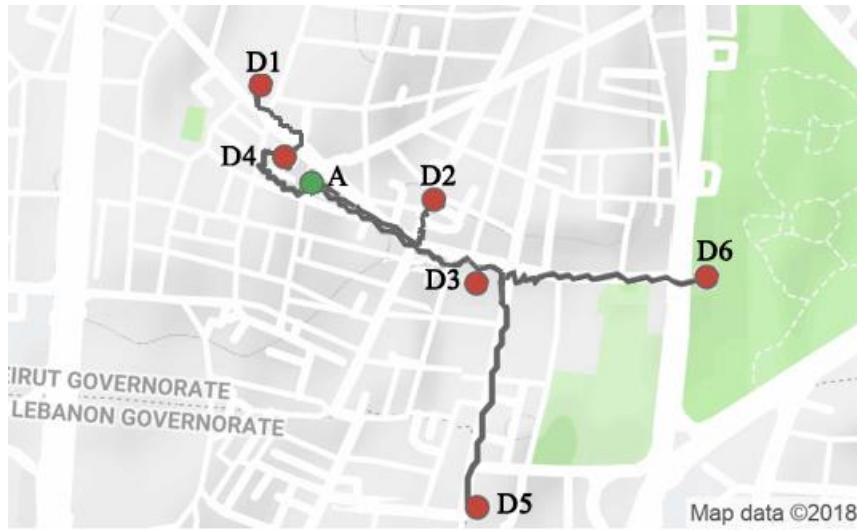 D1
D4
A
D2
D3
D6
EIRUT GOVERNORATE
LEBANON GOVERNORATE
D5
Map data ©2018